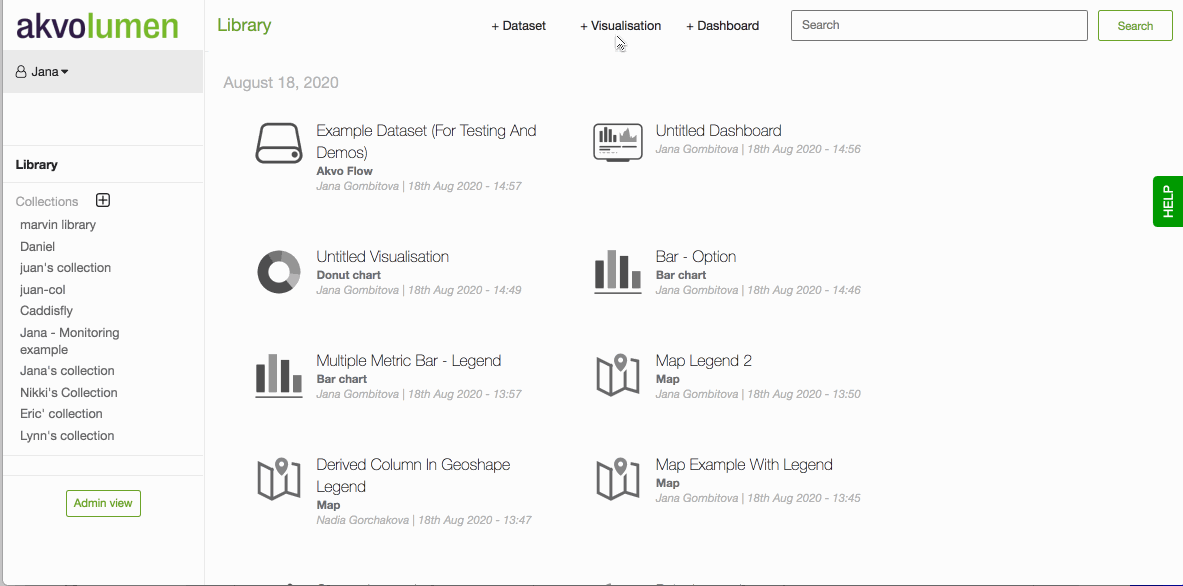 akvolumen
Library
+ Dataset
+ Visualisation
+ Dashboard
Search
Search
Jana
Library
Collections
marvin library
Daniel
juan's collection
juan-col
Caddisfly
Jana - Monitoring
example
Jana's collection
Nikki's Collection
Eric' collection
Lynn's collection
Admin view
August 18, 2020
Example Dataset (For Testing And
Demos)
Akvo Flow
Jana Gombitova | 18th Aug 2020 - 14:57
Untitled Dashboard
Jana Gombitova | 18th Aug 2020 - 14:56
Untitled Visualisation
Donut chart
Jana Gombitova | 18th Aug 2020 - 14:49
Bar - Option
Bar chart
Jana Gombitova | 18th Aug 2020 - 14:46
Multiple Metric Bar - Legend
Bar chart
Jana Gombitova | 18th Aug 2020 - 13:57
Map Legend 2
Map
Jana Gombitova | 18th Aug 2020 - 13:50
Derived Column In Geoshape
Legend
Map
Nadia Gorchakova | 18th Aug 2020 - 13:47
Map Example With Legend
Map
Jana Gombitova | 18th Aug 2020 - 13:45
HELP